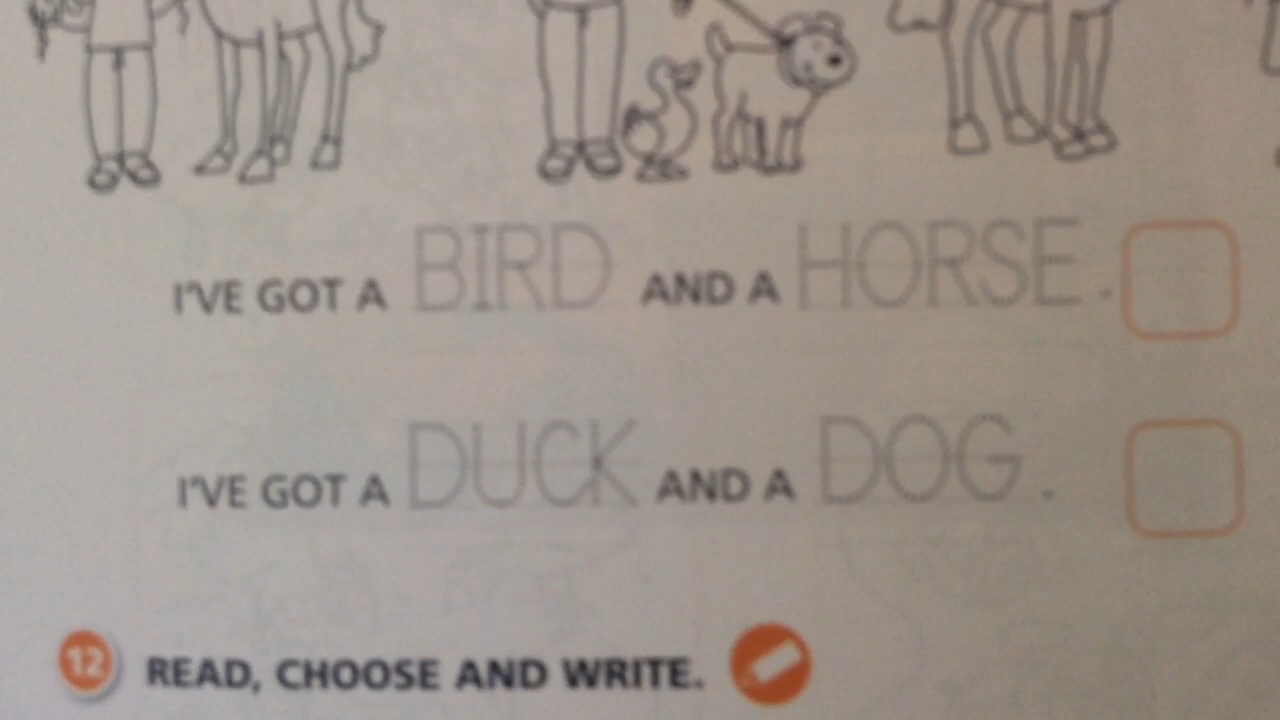 I'VE GOT A BIRD AND A HORSE.
I'VE GOT A DUCK AND A DOG.
12 READ, CHOOSE AND WRITE.